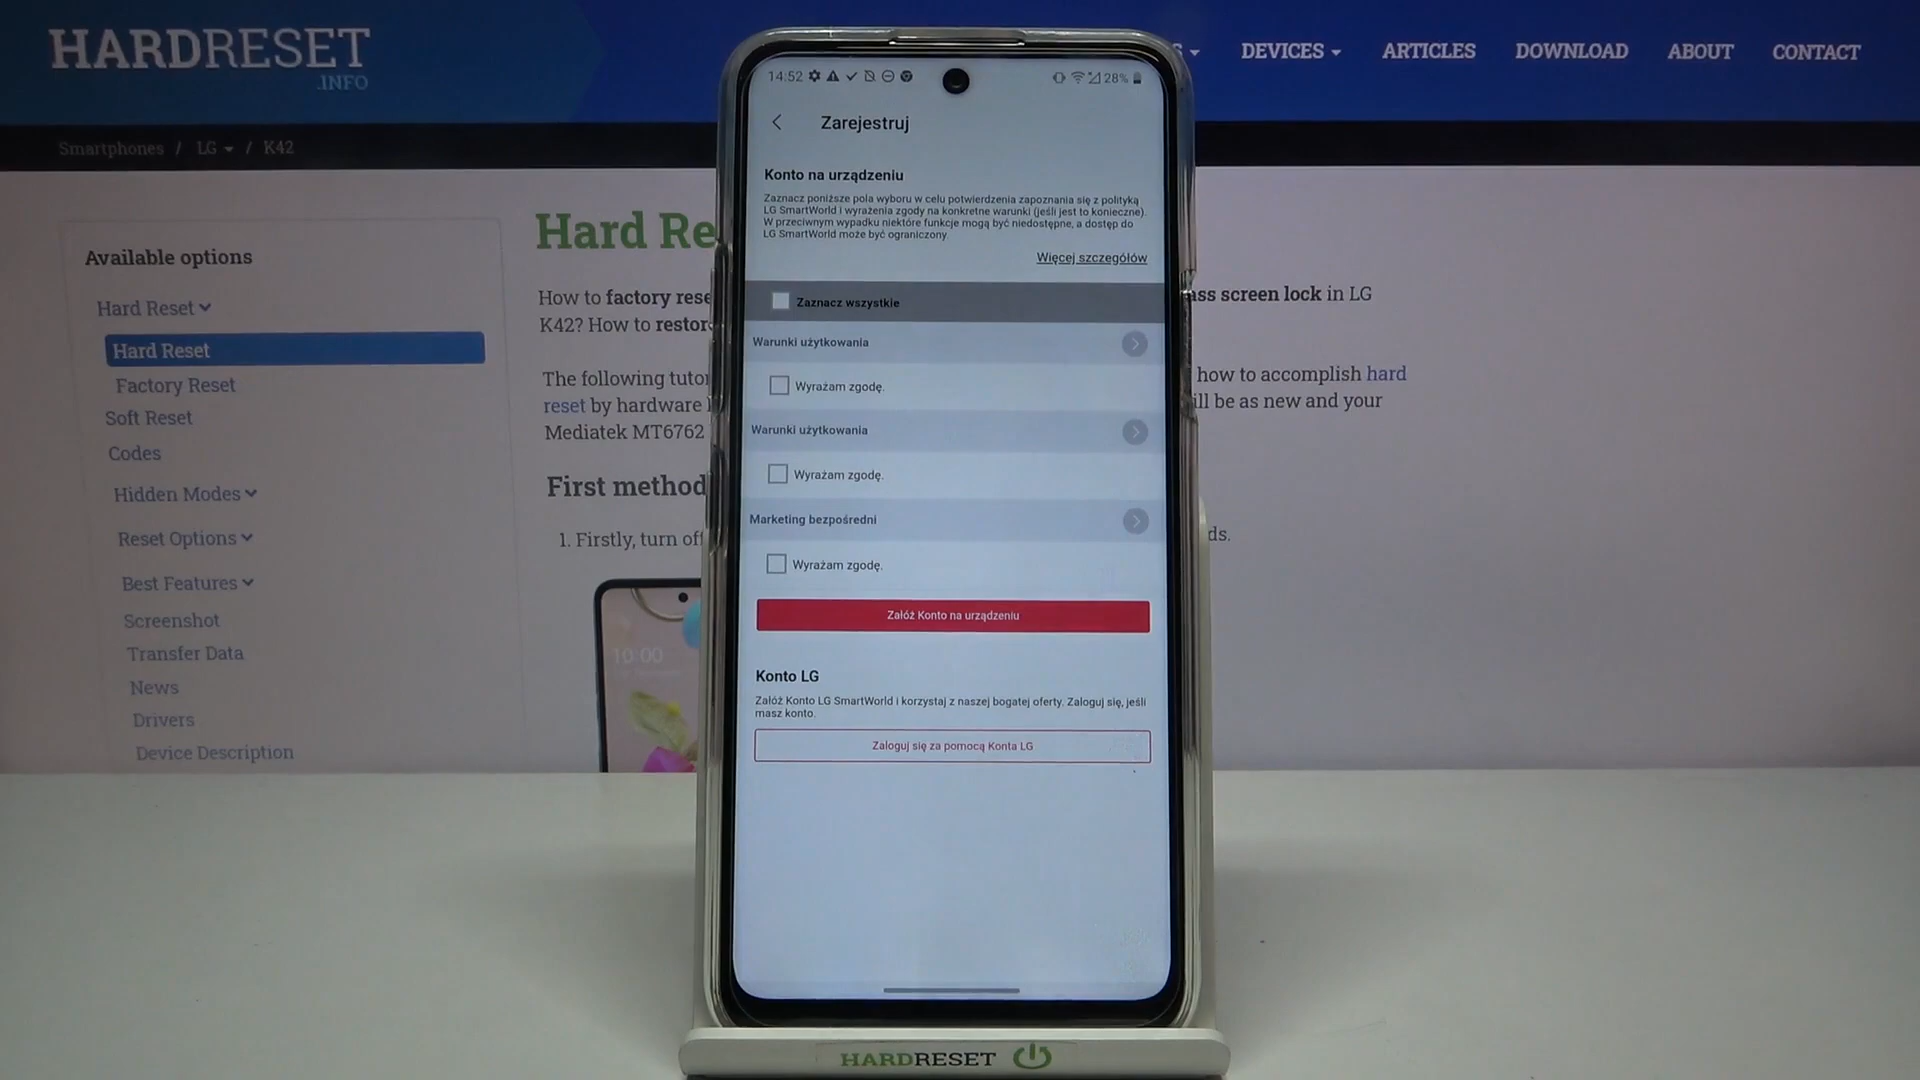 HARDRESET
.INFO
DEVICES
ARTICLES
DOWNLOAD
ABOUT
CONTACT
Smartphones / LG / K42
Available options
Hard Reset
Hard Reset
Factory Reset
Soft Reset
Codes
Hidden Modes
Reset Options
Best Features
Screenshot
Transfer Data
News
Drivers
Device Description
Hard Re
How to factory rese
K42? How to restor
ass screen lock in LG
The following tutor
how to accomplish hard
reset by hardware
ill be as new and your
Mediatek MT6762
First method
1. Firstly, turn off
ds.
10:00
14:52
28%
Zarejestruj
Konto na urządzeniu
Zaznacz poniższe pola wyboru w celu potwierdzenia zapoznania się z polityką
LG SmartWorld i wyrażenia zgody na konkretne warunki (jeśli jest to konieczne).
W przeciwnym wypadku niektóre funkcje mogą być niedostępne, a dostęp do
LG SmartWorld może być ograniczony.
Więcej szczegółów
Zaznacz wszystkie
Warunki użytkowania
Wyrażam zgodę.
Warunki użytkowania
Wyrażam zgodę.
Marketing bezpośredni
Wyrażam zgodę.
Załóż Konto na urządzeniu
Konto LG
Załóż Konto LG SmartWorld i korzystaj z naszej bogatej oferty. Zaloguj się, jeśli
masz konto.
Zaloguj się za pomocą Konta LG
HARDRESET